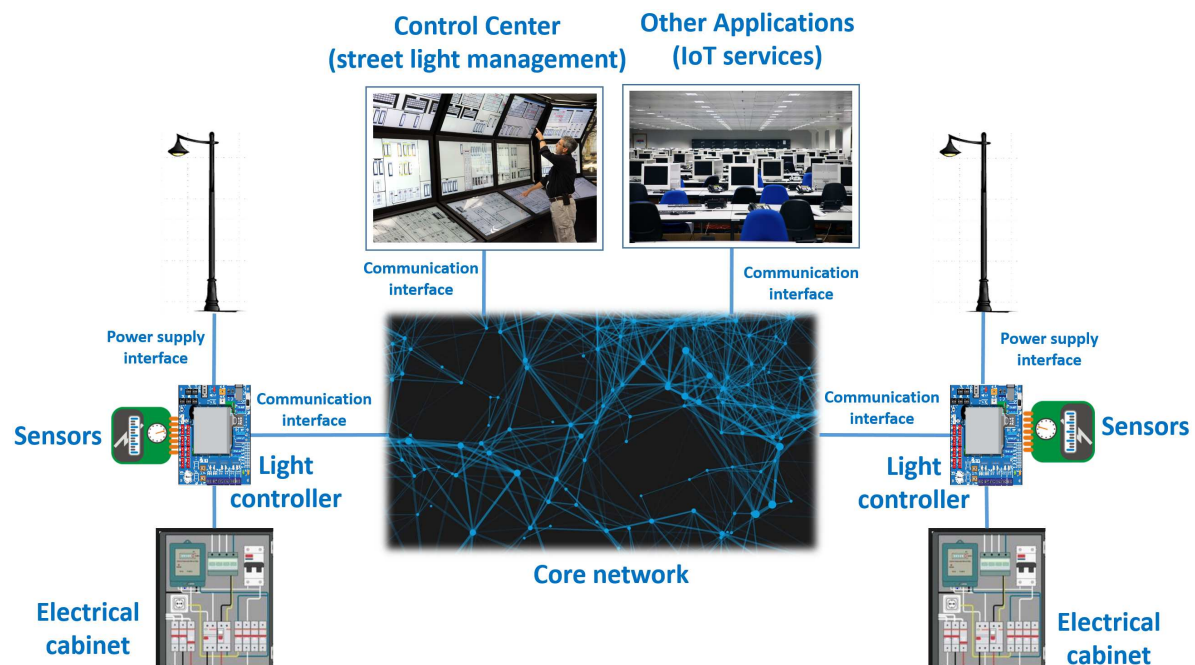 Control Center
(street light management)
Other Applications
(IoT services)
Communication
interface
Communication
interface
Power supply
interface
Power supply
interface
Communication
interface
Communication
interface
Sensors
Sensors
Light
controller
Light
controller
Core network
Electrical
cabinet
Electrical
cabinet